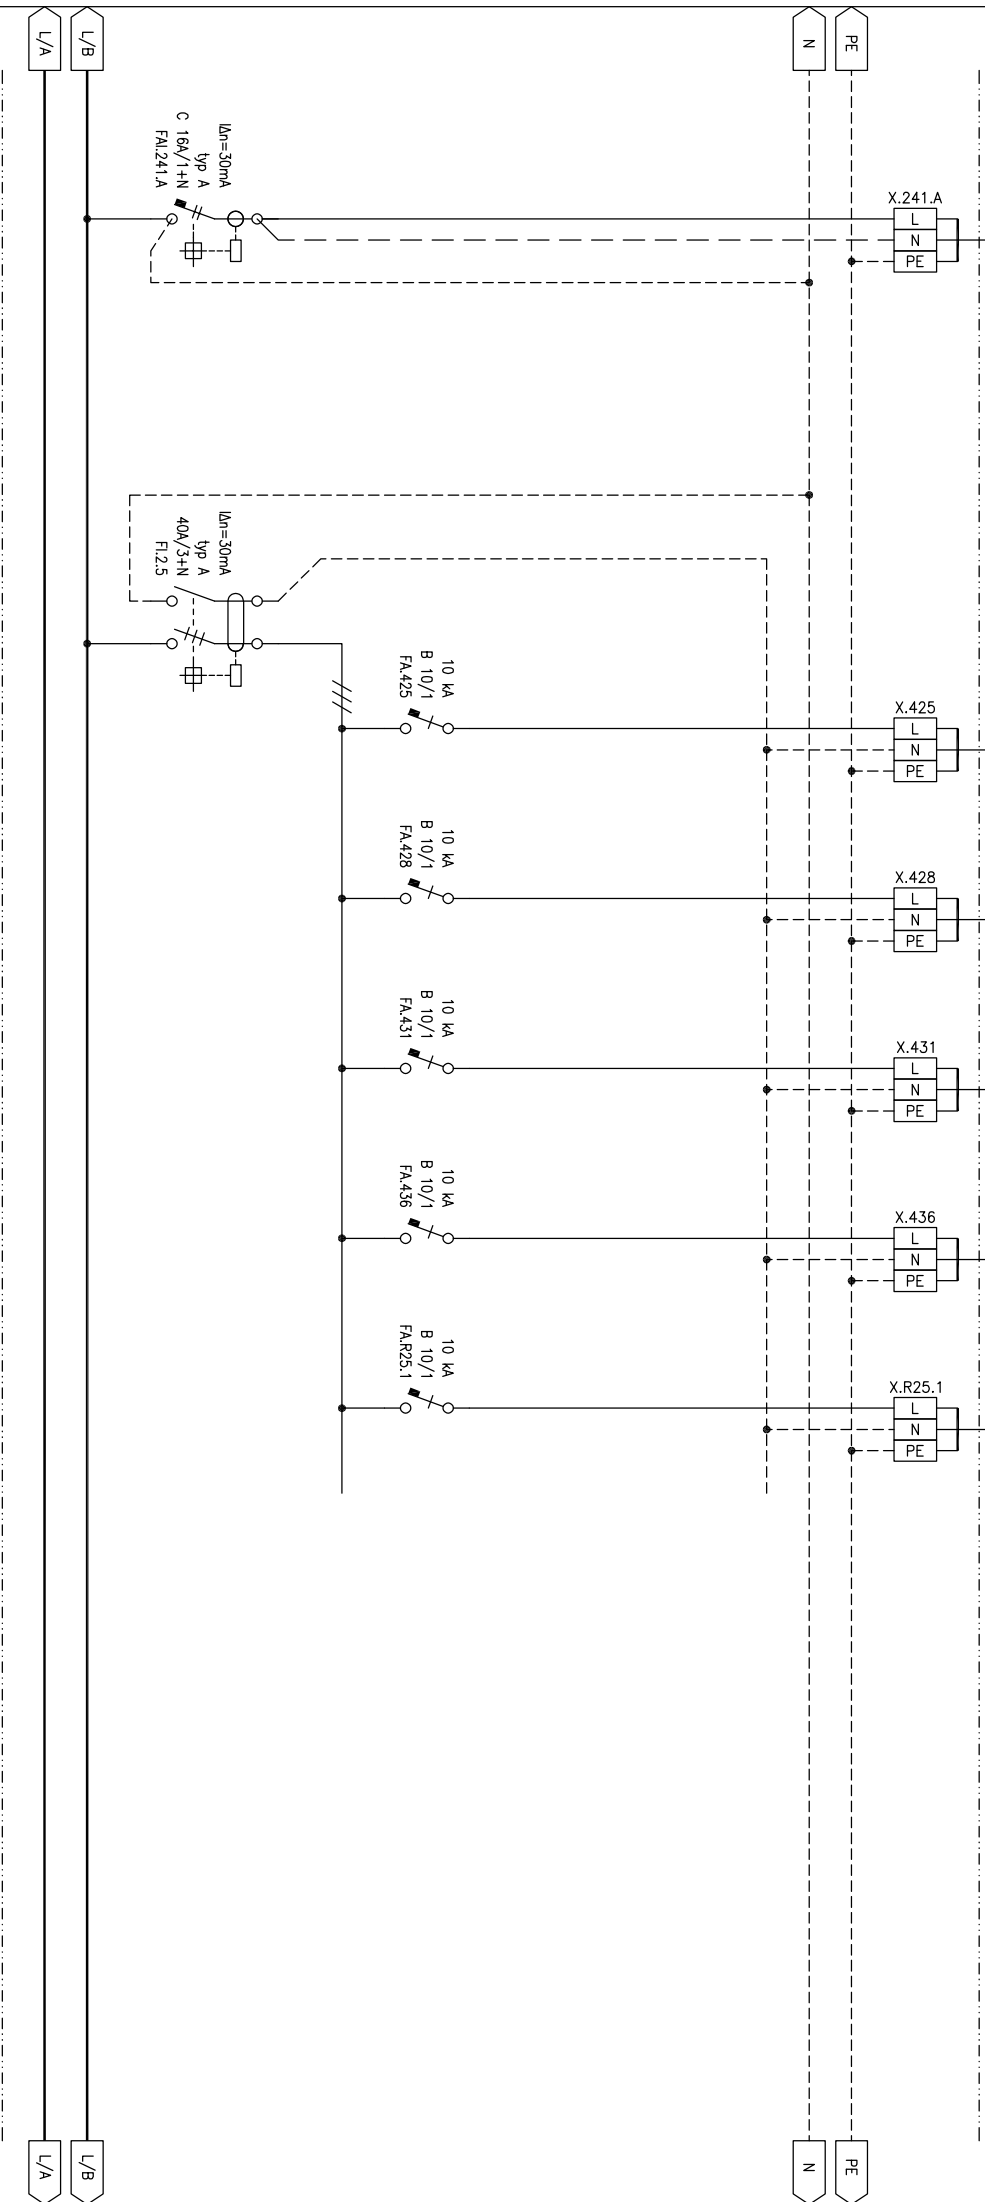 L/A
L/B
N
PE
IΔn=30mA
typ A
C 16A/1+N
FAI.241.A
X.241.A
L
N
PE
IΔn=30mA
typ A
40A/3+N
FI.2.5
10 kA
B 10/1
FA.425
X.425
L
N
PE
10 kA
B 10/1
FA.428
X.428
L
N
PE
10 kA
B 10/1
FA.431
X.431
L
N
PE
10 kA
B 10/1
FA.436
X.436
L
N
PE
10 kA
B 10/1
FA.R25.1
X.R25.1
L
N
PE
L/A
L/B
N
PE